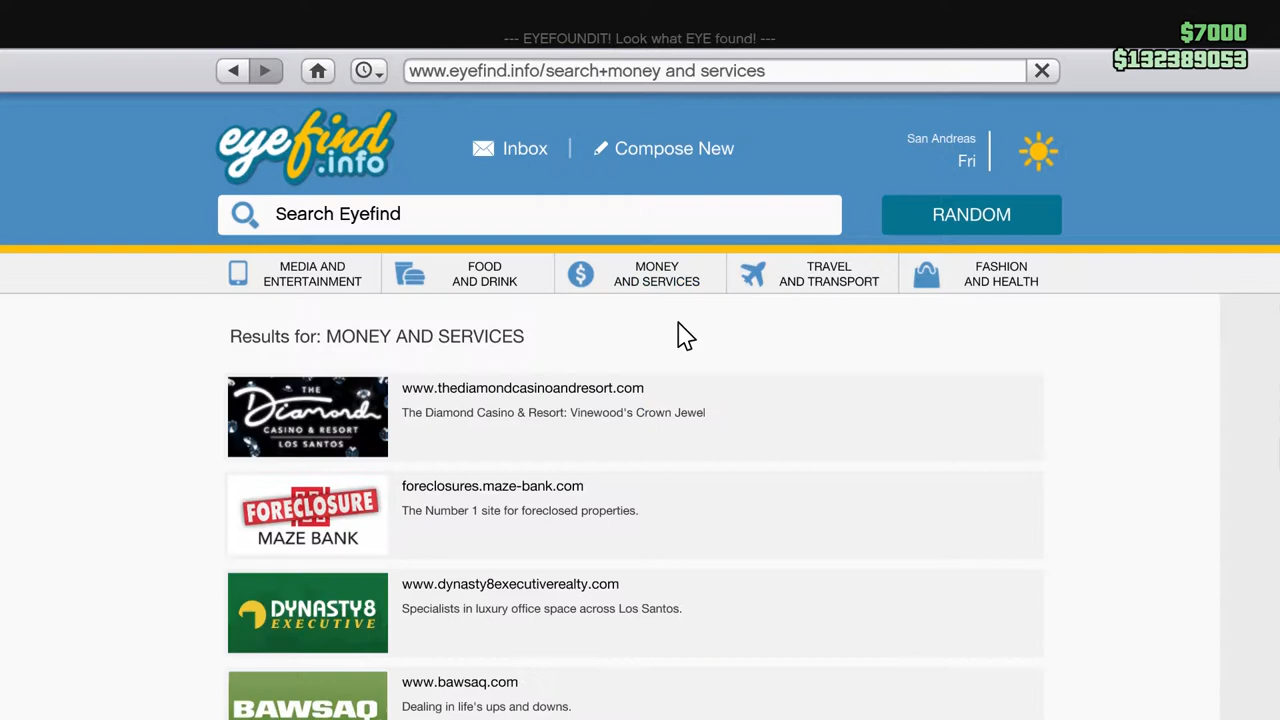 --- EYEFOUNDIT! Look what EYE found! ---
$7000
$132389053
www.eyefind.info/search+money and services
eyefind
.info
Inbox
Compose New
San Andreas
Fri
Search Eyefind
RANDOM
MEDIA AND
ENTERTAINMENT
FOOD
AND DRINK
MONEY
AND SERVICES
TRAVEL
AND TRANSPORT
FASHION
AND HEALTH
Results for: MONEY AND SERVICES
THE
Diamond
CASINO & RESORT
LOS SANTOS
www.thediamondcasinoandresort.com
The Diamond Casino & Resort: Vinewood's Crown Jewel
FORECLOSURE
MAZE BANK
foreclosures.maze-bank.com
The Number 1 site for foreclosed properties.
DYNASTY8
EXECUTIVE
www.dynasty8executiverealty.com
Specialists in luxury office space across Los Santos.
BAWSAQ
www.bawsaq.com
Dealing in life's ups and downs.